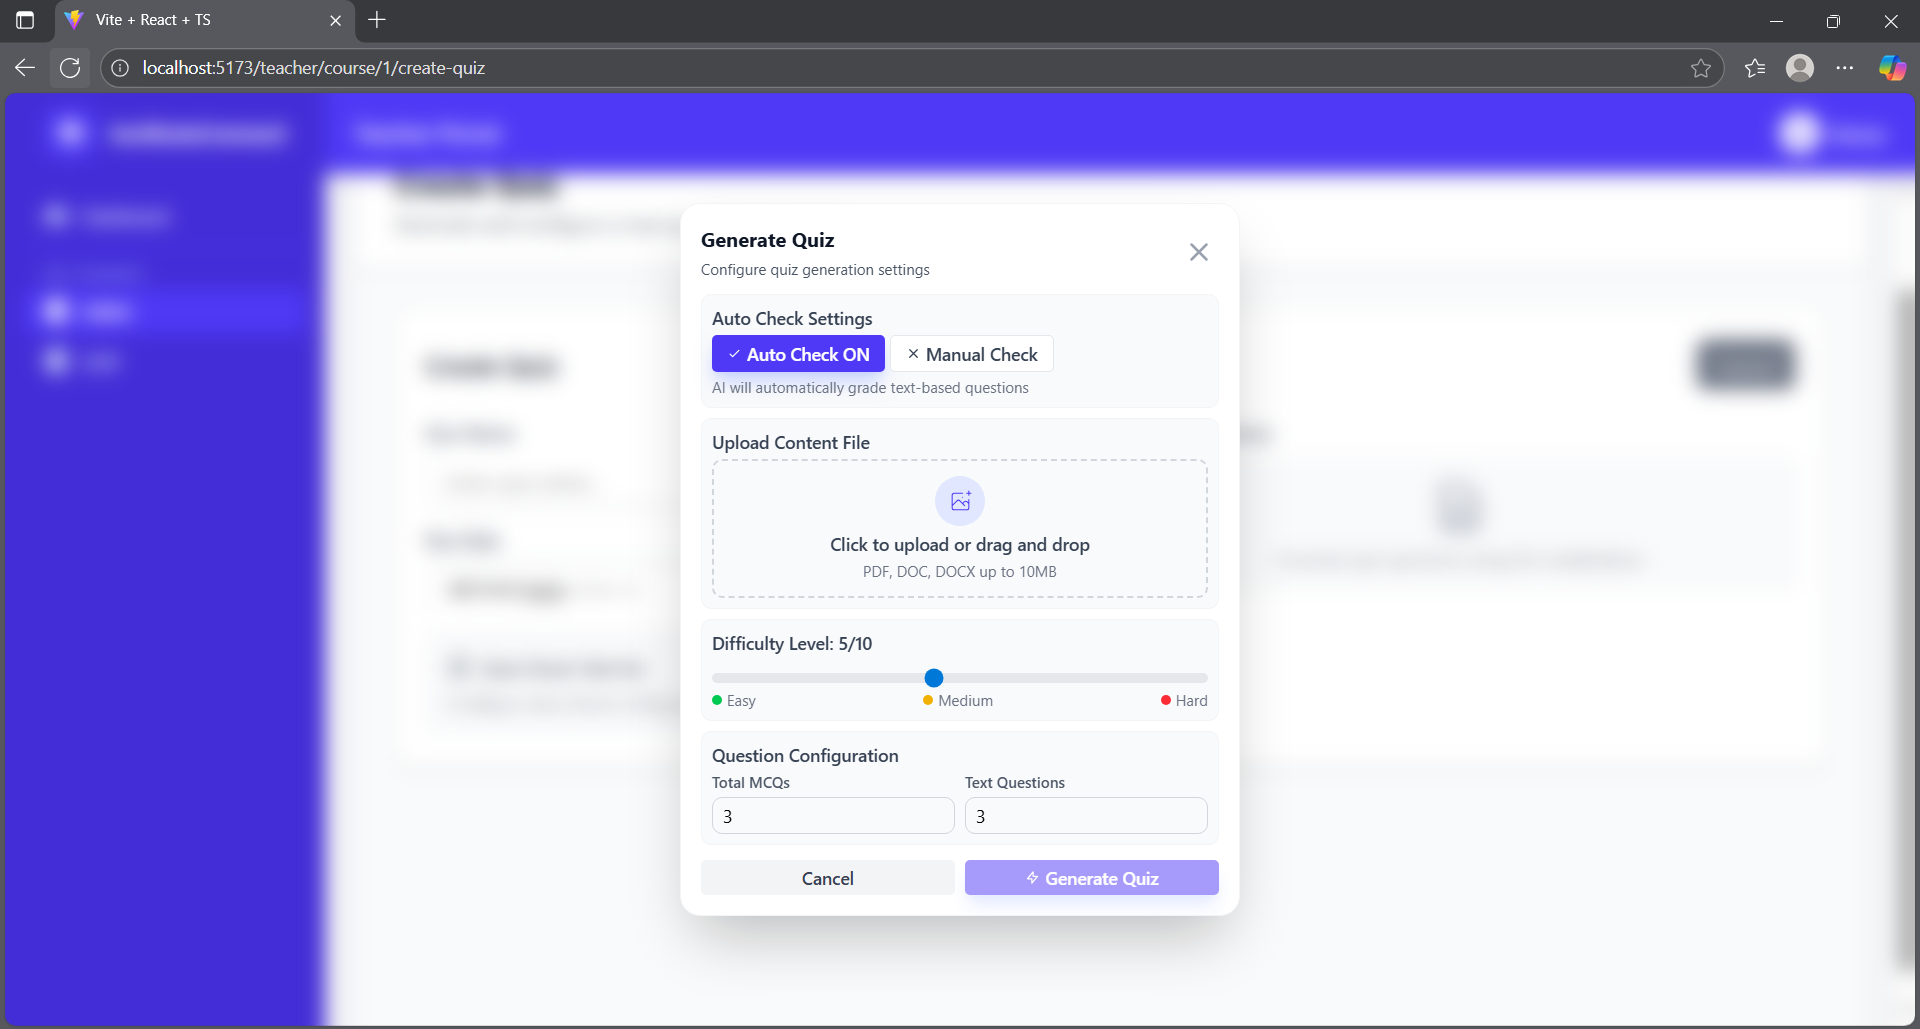 Vite + React + TS
localhost:5173/teacher/course/1/create-quiz
Generate Quiz
Configure quiz generation settings
Auto Check Settings
Auto Check ON
Manual Check
AI will automatically grade text-based questions
Upload Content File
Click to upload or drag and drop
PDF, DOC, DOCX up to 10MB
Difficulty Level: 5/10
Easy
Medium
Hard
Question Configuration
Total MCQs
Text Questions
3
3
Cancel
Generate Quiz